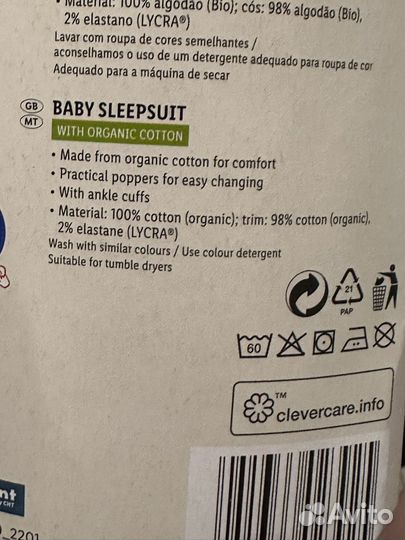 Material: 100% algodão (Bio); cós: 98% algodão (Bio),
2% elastano (LYCRA®)
Lavar com roupa de cores semelhantes /
aconselhamos o uso de um detergente adequado para roupa de cor
Adequado para a máquina de secar
GB BABY SLEEPSUIT
MT WITH ORGANIC COTTON
• Made from organic cotton for comfort
• Practical poppers for easy changing
• With ankle cuffs
• Material: 100% cotton (organic); trim: 98% cotton (organic),
2% elastane (LYCRA®)
Wash with similar colours / Use colour detergent
Suitable for tumble dryers
21
PAP
60
™
clevercare.info
nt
CHT
_2201
Avito